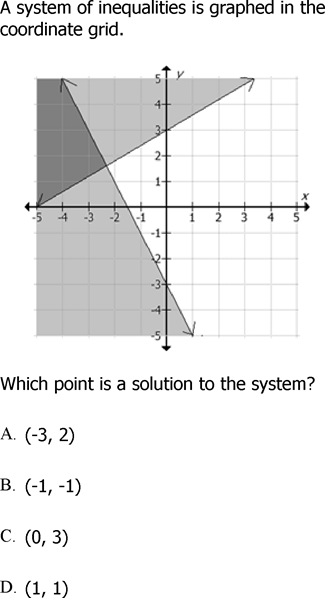 A system of inequalities is graphed in the
coordinate grid.
y
5
4
3
2
1
x
-5 -4 -3 -2 -1 1 2 3 4 5
-1
-2
-3
-4
-5
Which point is a solution to the system?
A. (-3, 2)
B. (-1, -1)
C. (0, 3)
D. (1, 1)